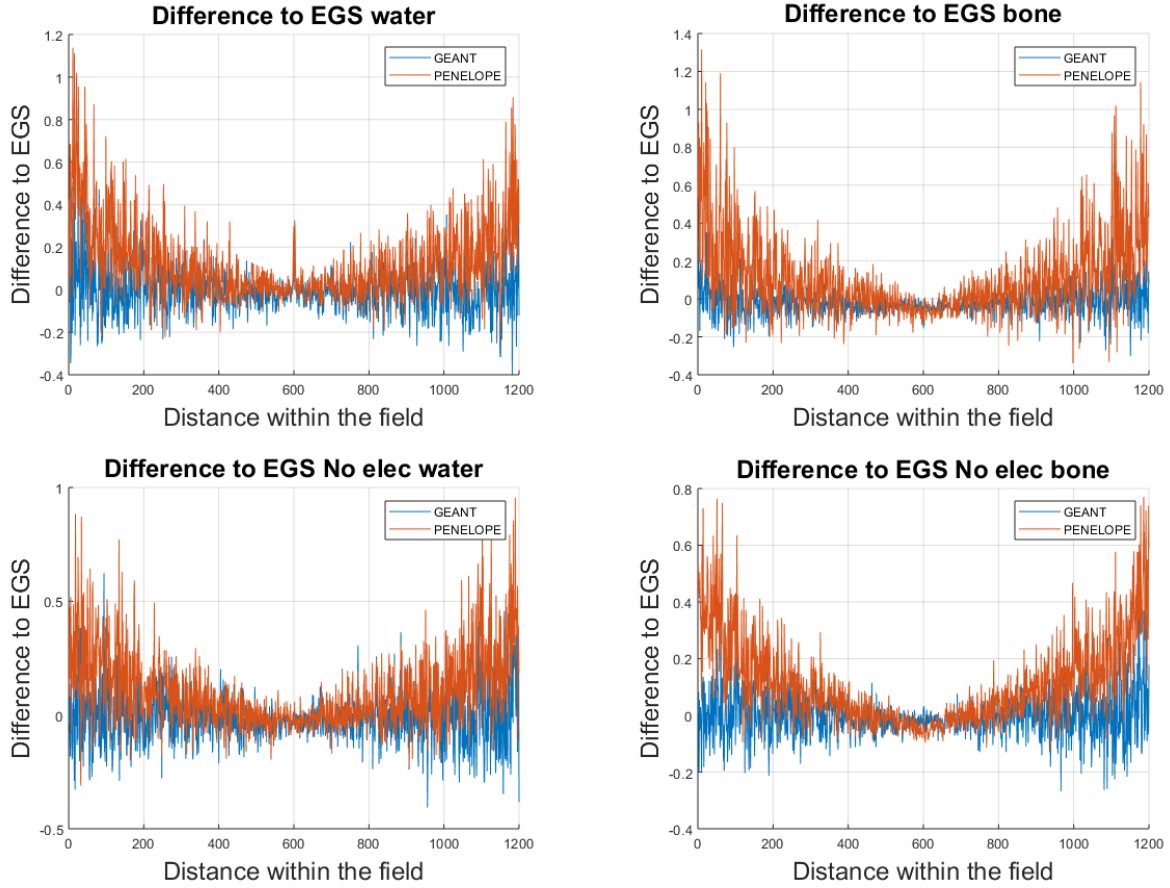 Difference to EGS water
1.2
1
0.8
0.6
0.4
0.2
0
-0.2
-0.4
0 200 400 600 800 1000 1200
Difference to EGS
Distance within the field
GEANT
PENELOPE
Difference to EGS bone
1.4
1.2
1
0.8
0.6
0.4
0.2
0
-0.2
-0.4
0 200 400 600 800 1000 1200
Difference to EGS
Distance within the field
GEANT
PENELOPE
Difference to EGS No elec water
1
0.5
0
-0.5
0 200 400 600 800 1000 1200
Difference to EGS
Distance within the field
GEANT
PENELOPE
Difference to EGS No elec bone
0.8
0.6
0.4
0.2
0
-0.2
-0.4
0 200 400 600 800 1000 1200
Difference to EGS
Distance within the field
GEANT
PENELOPE